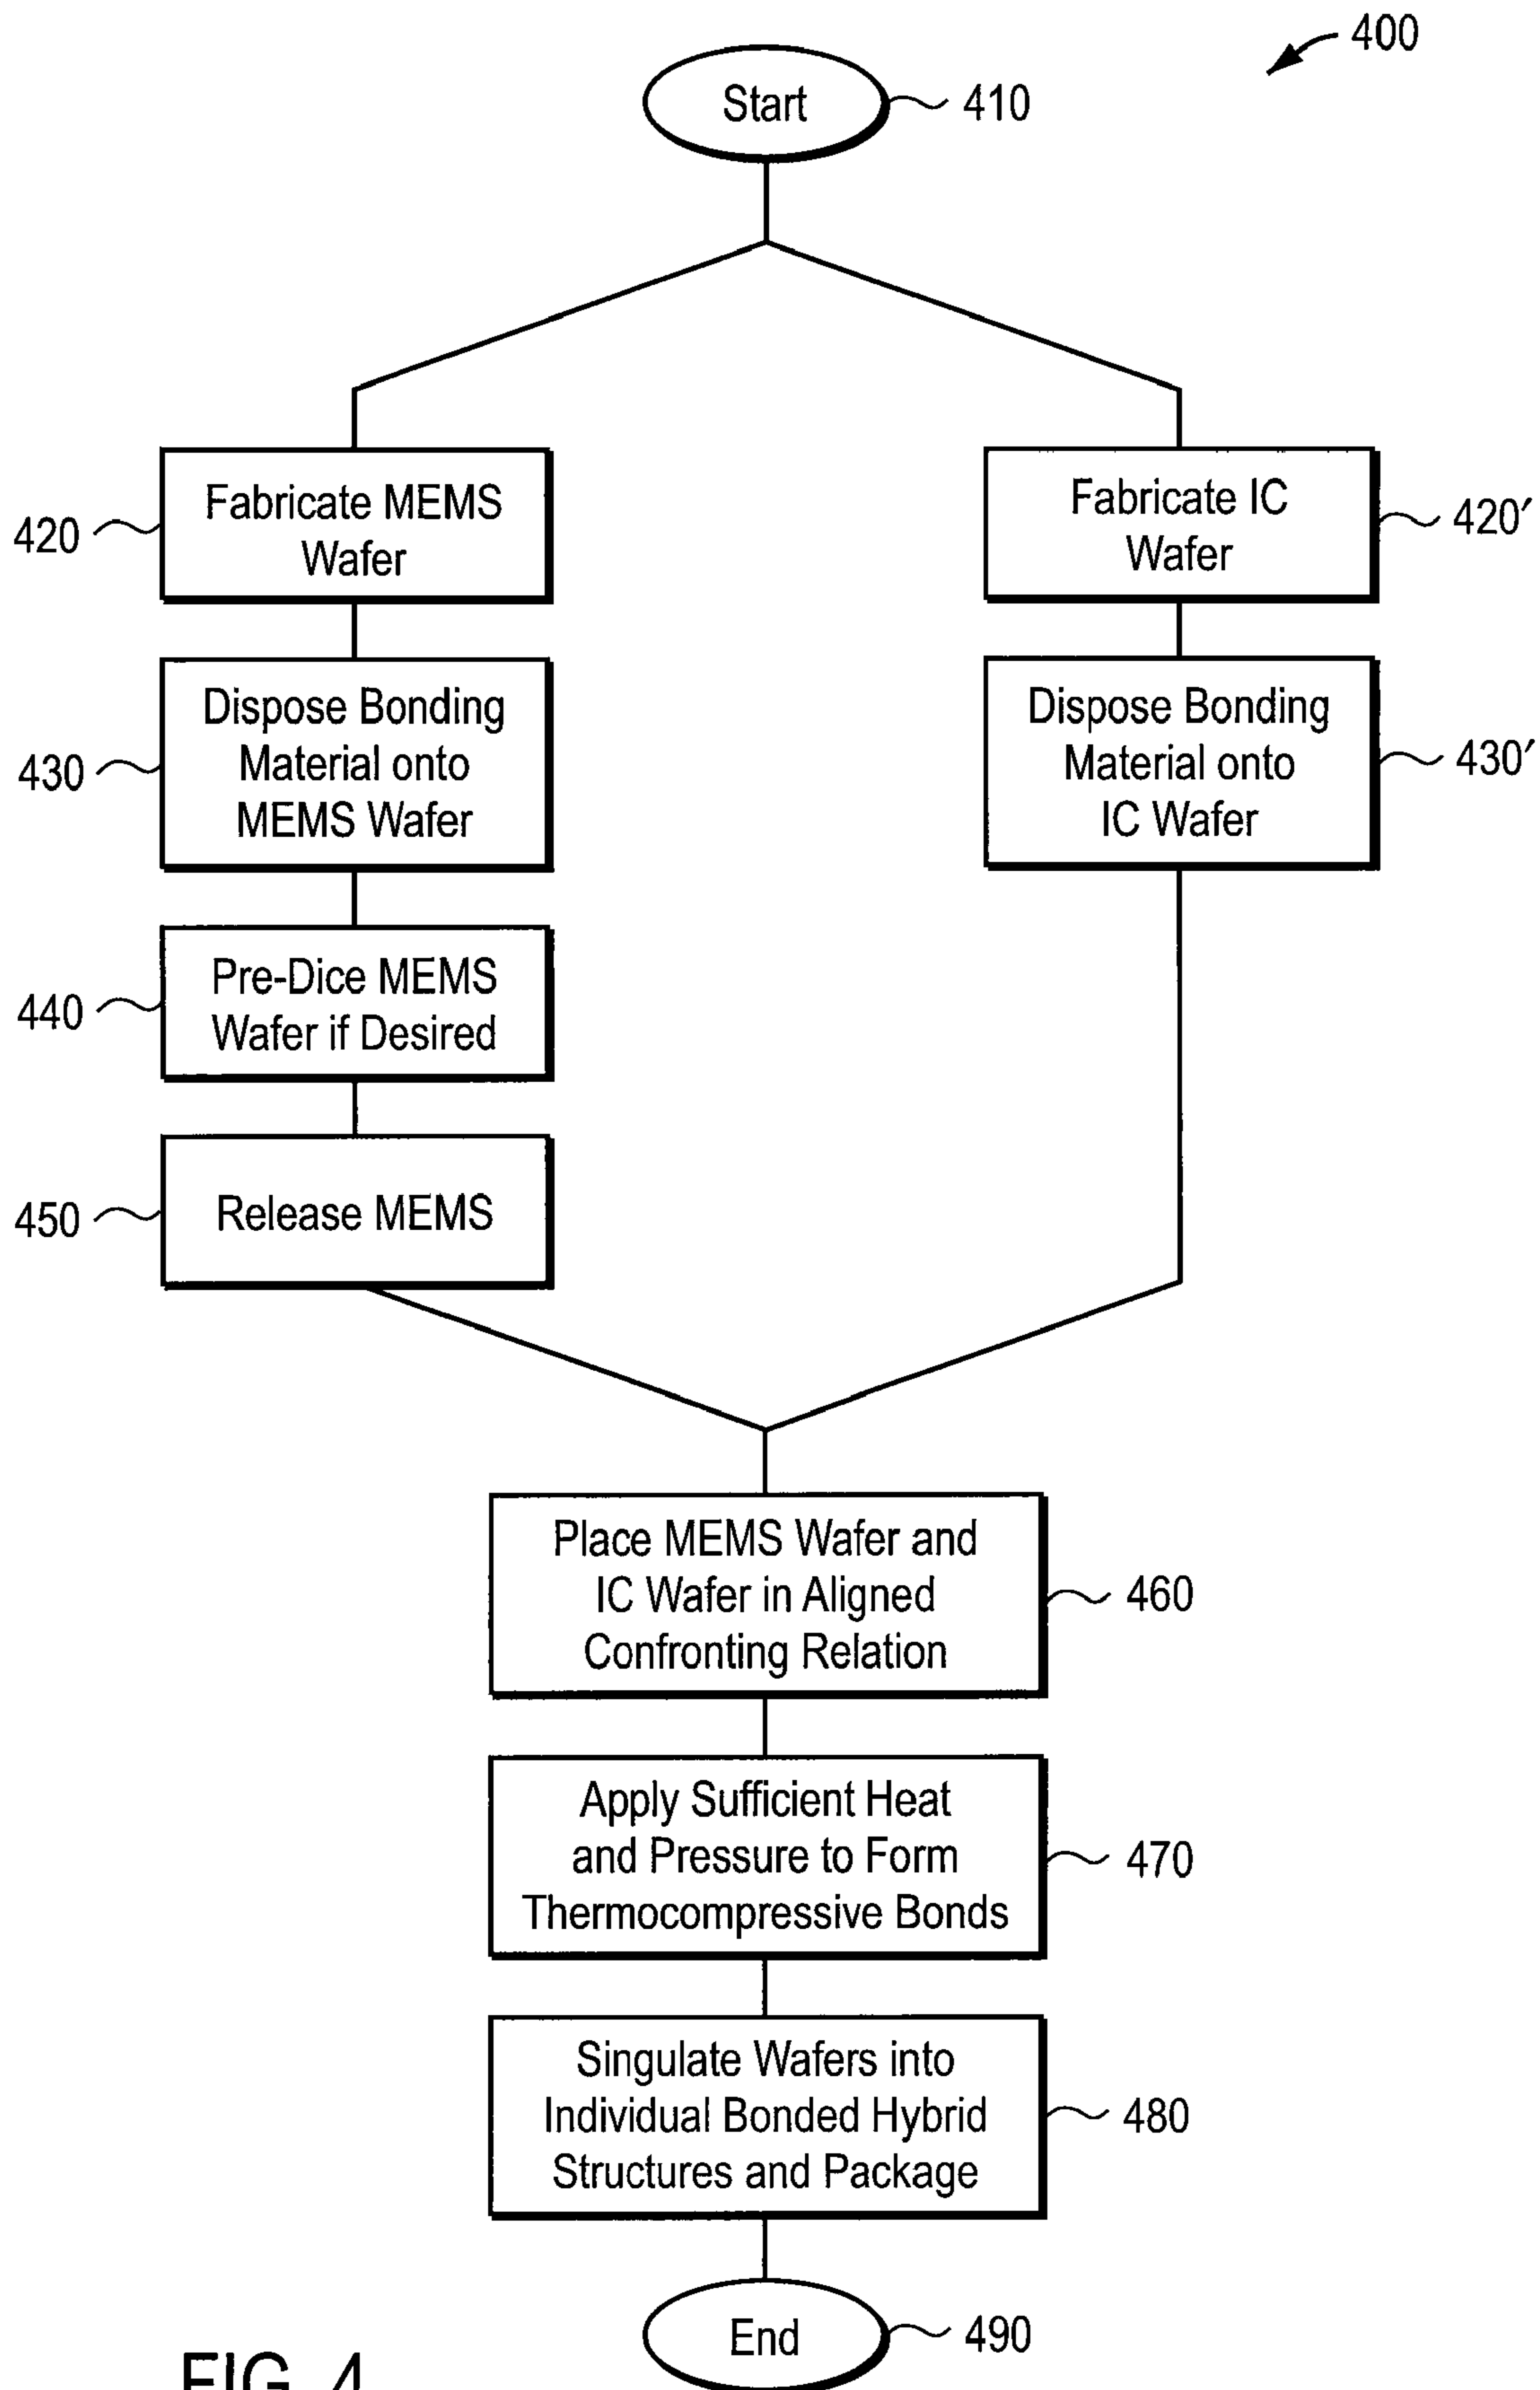 400
Start
410
Fabricate MEMS
Wafer
420
Fabricate IC
Wafer
420′
Dispose Bonding
Material onto
MEMS Wafer
430
Dispose Bonding
Material onto
IC Wafer
430′
Pre-Dice MEMS
Wafer if Desired
440
Release MEMS
450
Place MEMS Wafer and
IC Wafer in Aligned
Confronting Relation
460
Apply Sufficient Heat
and Pressure to Form
Thermocompressive Bonds
470
Singulate Wafers into
Individual Bonded Hybrid
Structures and Package
480
End
490
FIG. 4